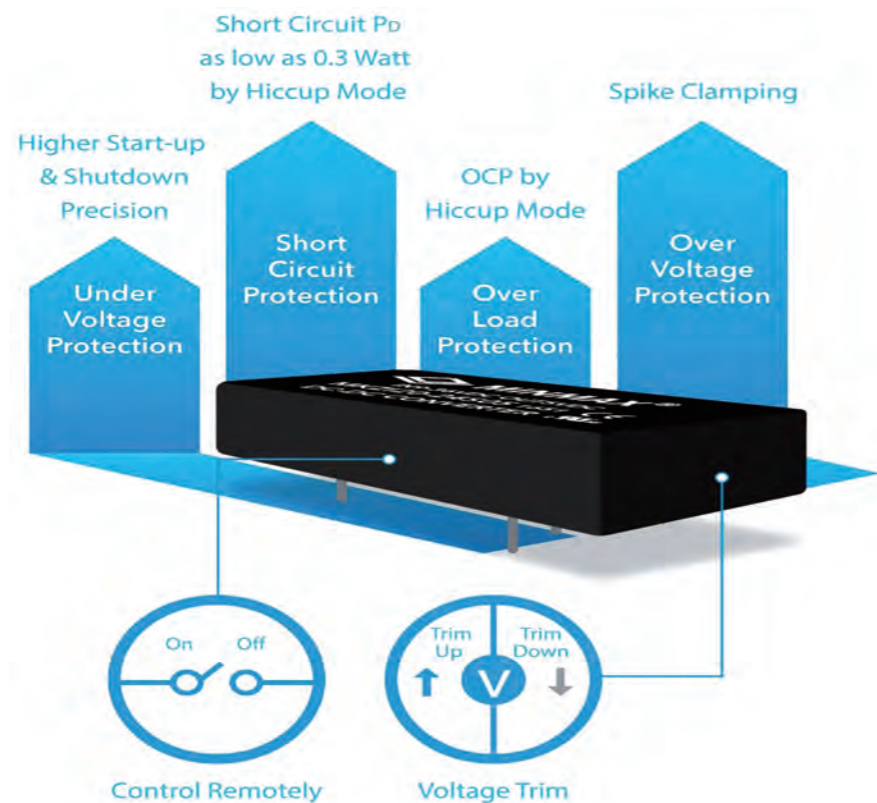 Short Circuit PD
as low as 0.3 Watt
by Hiccup Mode
Spike Clamping
Higher Start-up
& Shutdown
Precision
OCP by
Hiccup Mode
Under
Voltage
Protection
Short
Circuit
Protection
Over
Load
Protection
Over
Voltage
Protection
MINMAX®
On
Off
Trim
Up
Trim
Down
V
Control Remotely
Voltage Trim